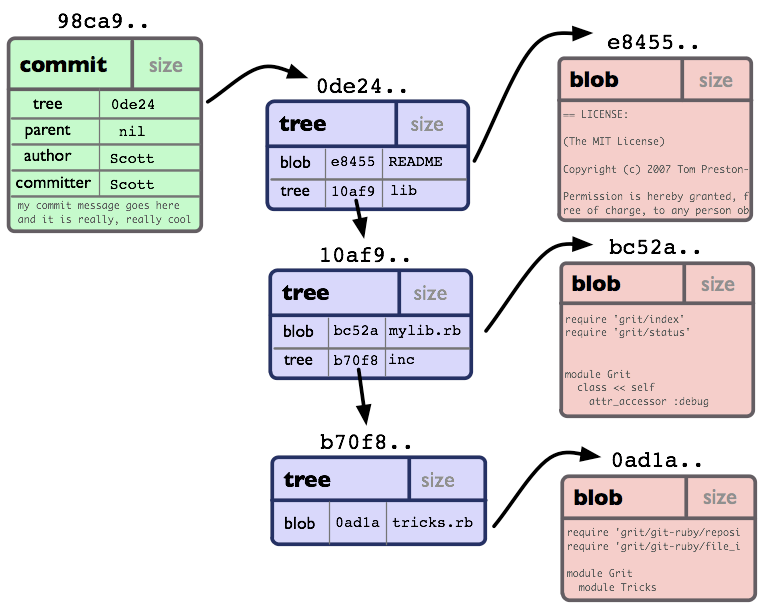 98ca9..
commit size
tree 0de24
parent nil
author Scott
committer Scott
my commit message goes here
and it is really, really cool
0de24..
tree size
blob e8455 README
tree 10af9 lib
10af9..
tree size
blob bc52a mylib.rb
tree b70f8 inc
b70f8..
tree size
blob 0ad1a tricks.rb
e8455..
blob size
== LICENSE:
(The MIT License)
Copyright (c) 2007 Tom Preston-
Permission is hereby granted, f
ree of charge, to any person ob
bc52a..
blob size
require 'grit/index'
require 'grit/status'
module Grit
class << self
attr_accessor :debug
0ad1a..
blob size
require 'grit/git-ruby/reposi
require 'grit/git-ruby/file_i
module Grit
module Tricks